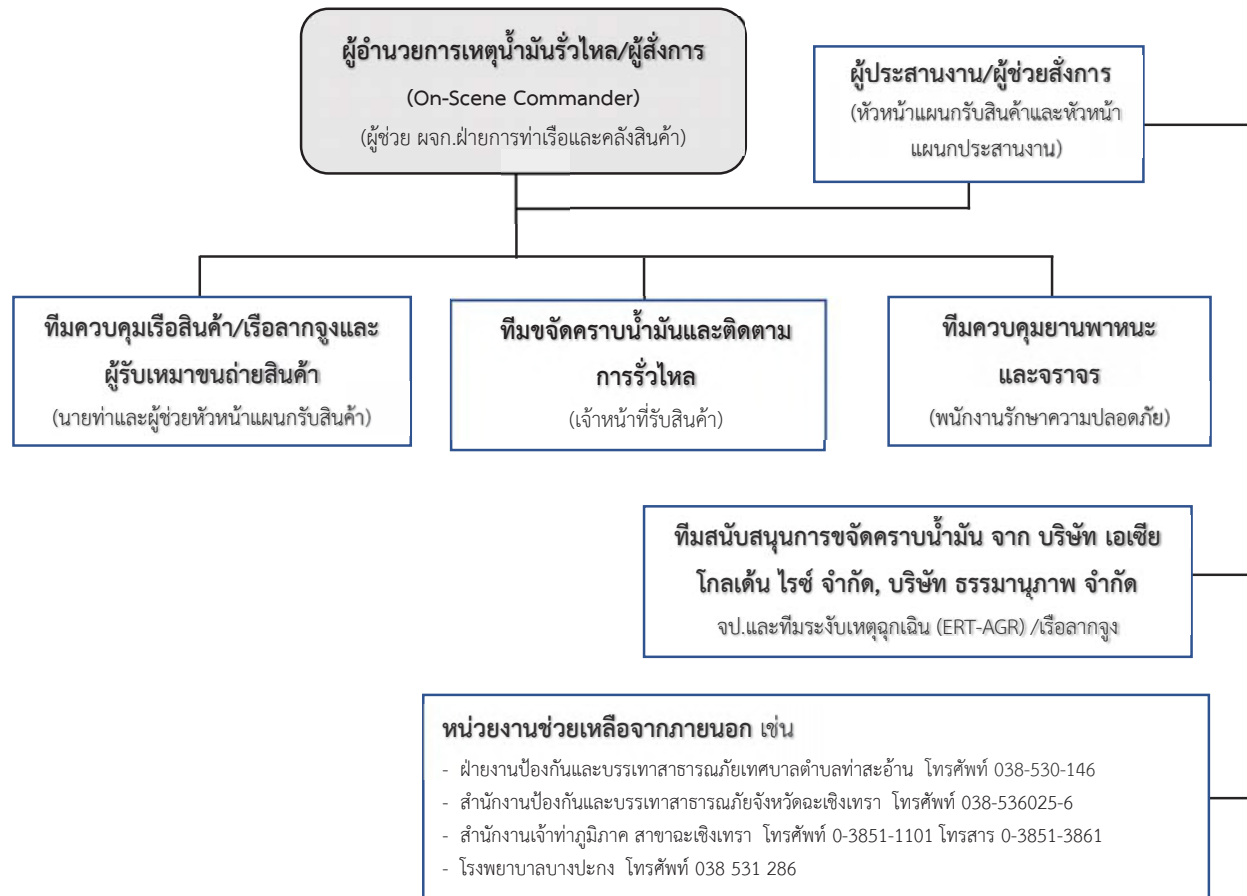 ผู้อำนวยการเหตุน้ำมันรั่วไหล/ผู้สั่งการ
(On-Scene Commander)
(ผู้ช่วย ผจก.ฝ่ายการท่าเรือและคลังสินค้า)
ผู้ประสานงาน/ผู้ช่วยสั่งการ
(หัวหน้าแผนกรับสินค้าและหัวหน้า
แผนกประสานงาน)
ทีมควบคุมเรือสินค้า/เรือลากจูงและ
ผู้รับเหมาขนถ่ายสินค้า
(นายท่าและผู้ช่วยหัวหน้าแผนกรับสินค้า)
ทีมขจัดคราบน้ำมันและติดตาม
การรั่วไหล
(เจ้าหน้าที่รับสินค้า)
ทีมควบคุมยานพาหนะ
และจราจร
(พนักงานรักษาความปลอดภัย)
ทีมสนับสนุนการขจัดคราบน้ำมัน จาก บริษัท เอเซีย
โกลเด้น ไรซ์ จำกัด, บริษัท ธรรมานุภาพ จำกัด
จป.และทีมระงับเหตุฉุกเฉิน (ERT-AGR) /เรือลากจูง
หน่วยงานช่วยเหลือจากภายนอก เช่น
- ฝ่ายงานป้องกันและบรรเทาสาธารณภัยเทศบาลตำบลท่าสะอ้าน โทรศัพท์ 038-530-146
- สำนักงานป้องกันและบรรเทาสาธารณภัยจังหวัดฉะเชิงเทรา โทรศัพท์ 038-536025-6
- สำนักงานเจ้าท่าภูมิภาค สาขาฉะเชิงเทรา โทรศัพท์ 0-3851-1101 โทรสาร 0-3851-3861
- โรงพยาบาลบางปะกง โทรศัพท์ 038 531 286